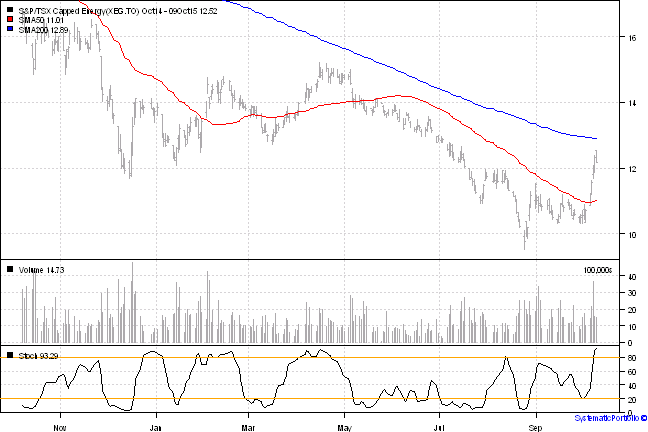 S&P/TSX Capped Energy(XEG.TO) Oct14 - 09Oct15 12.52
SMA50 11.01
SMA200 12.89
16
14
12
10
Volume 14.73
100,000s
40
30
20
10
0
Stoch 93.29
80
60
40
20
0
Nov Jan Mar May Jul Sep
SystematicPortfolio ©